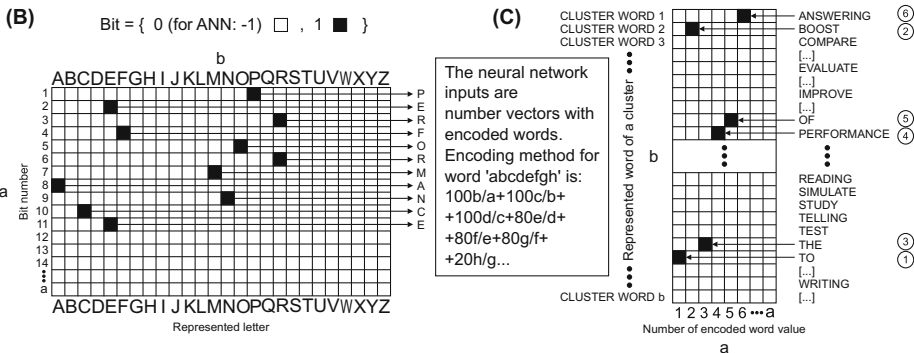 (B)
Bit = { 0 (for ANN: -1) □ , 1 ■ }
b
ABCDEFGHIJKLMNOPQRSTUVWXYZ
Bit number
a
1
2
3
4
5
6
7
8
9
10
11
12
13
14
a
P
E
R
F
O
R
M
A
N
C
E
ABCDEFGHIJKLMNOPQRSTUVWXYZ
Represented letter
The neural network
inputs are
number vectors with
encoded words.
Encoding method for
word 'abcdefgh' is:
100b/a+100c/b+
+100d/c+80e/d+
+80f/e+80g/f+
+20h/g...
(C)
CLUSTER WORD 1
CLUSTER WORD 2
CLUSTER WORD 3
Represented word of a cluster
b
CLUSTER WORD b
ANSWERING 6
BOOST 2
COMPARE
[...]
EVALUATE
[...]
IMPROVE
[...]
OF 5
PERFORMANCE 4
READING
SIMULATE
STUDY
TELLING
TEST
THE 3
TO 1
[...]
WRITING
[...]
1 2 3 4 5 6 ••• a
Number of encoded word value
a